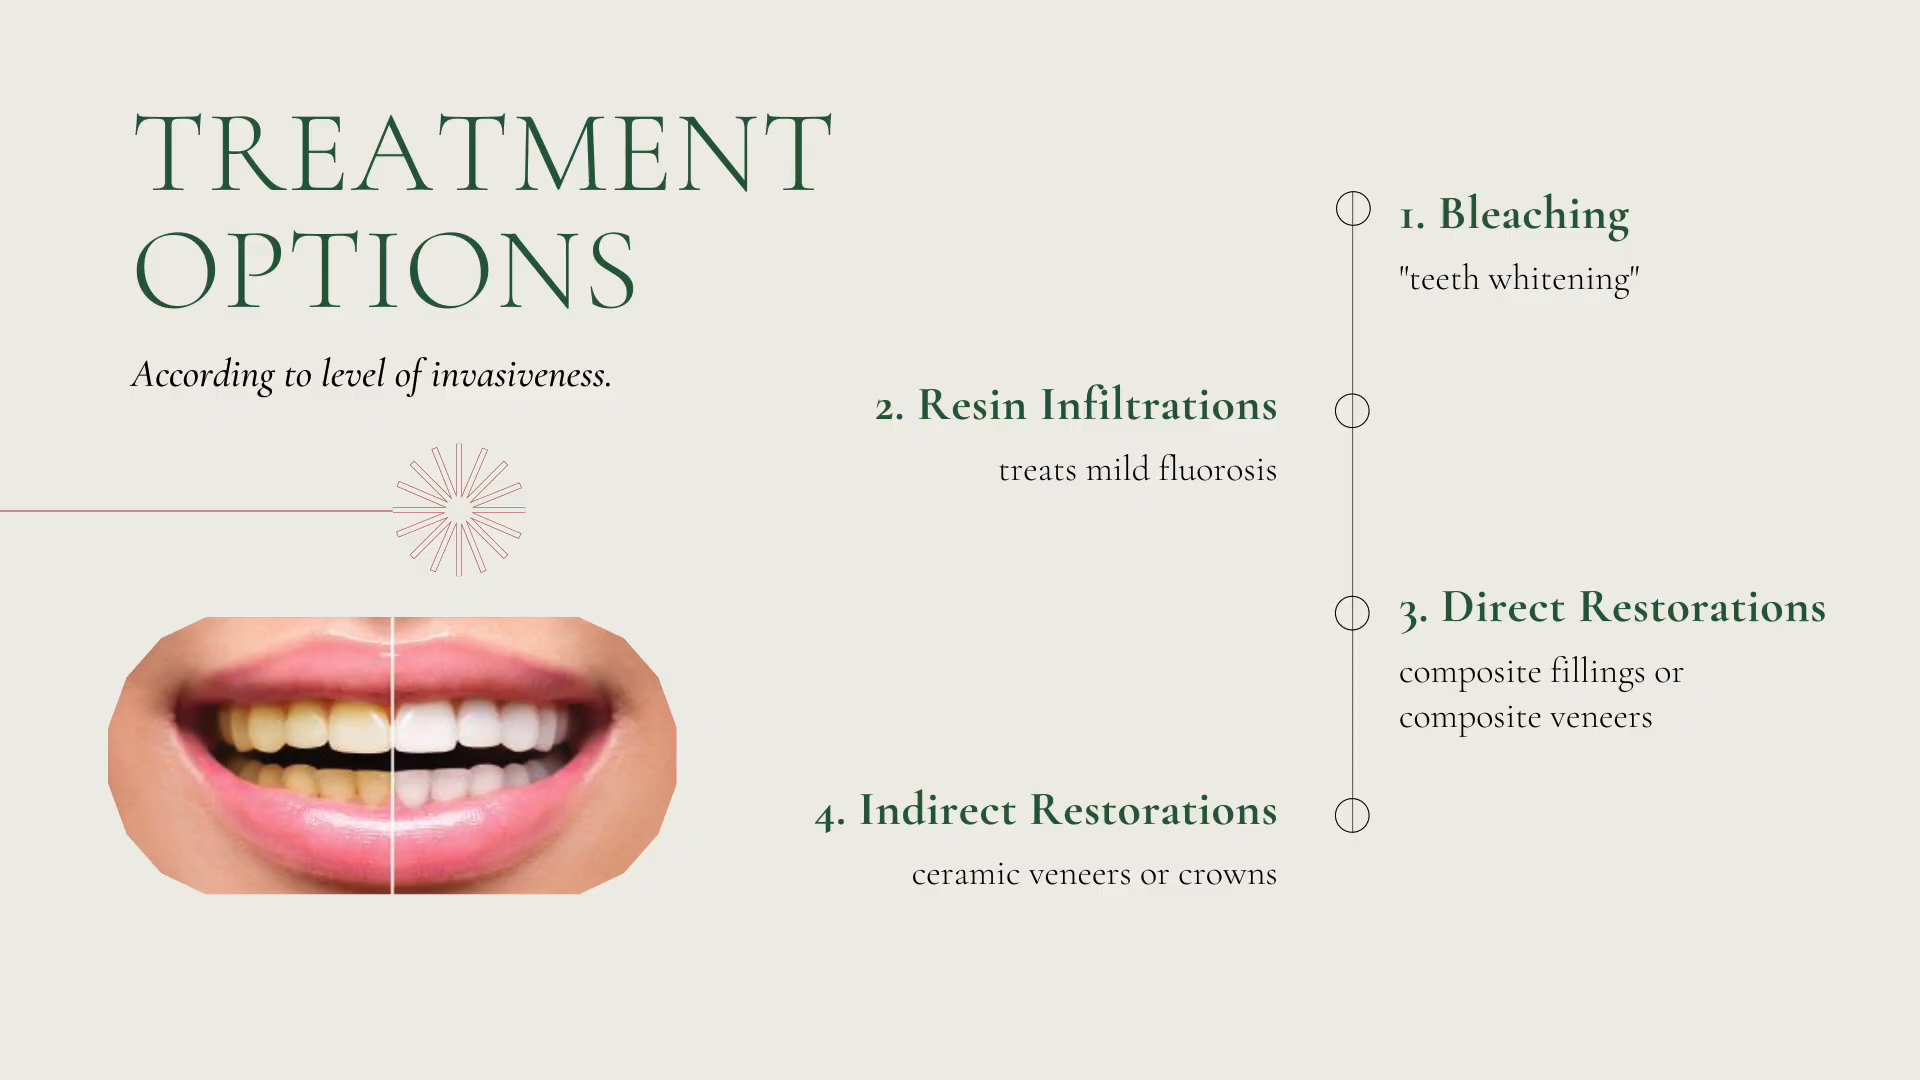 TREATMENT
OPTIONS
According to level of invasiveness.
1. Bleaching
"teeth whitening"
2. Resin Infiltrations
treats mild fluorosis
3. Direct Restorations
composite fillings or
composite veneers
4. Indirect Restorations
ceramic veneers or crowns